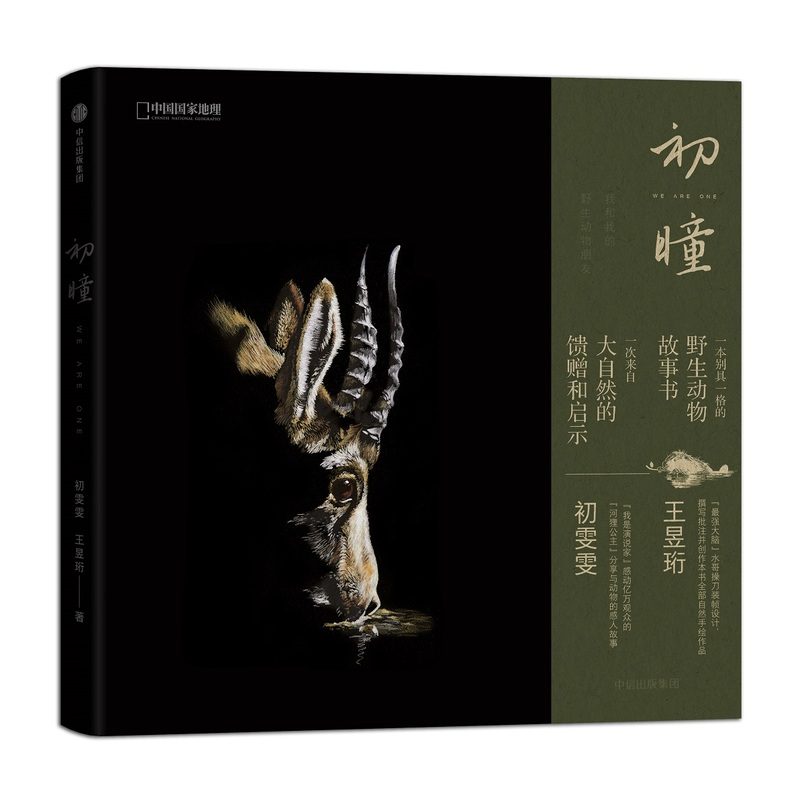 中信出版集团
初瞳
WE ARE ONE
初雯雯 王昱珩——著
中国国家地理
CHINESE NATIONAL GEOGRAPHY
初瞳
WE ARE ONE
我和我的
野生动物朋友
一本别具一格的
野生动物
故事书
一次来自
大自然的
馈赠和启示
『最强大脑』水哥操刀装帧设计，
撰写批注并创作本书全部自然手绘作品
王昱珩
『我是演说家』感动亿万观众的
『河狸公主』分享与动物的感人故事
初雯雯
中信出版集团